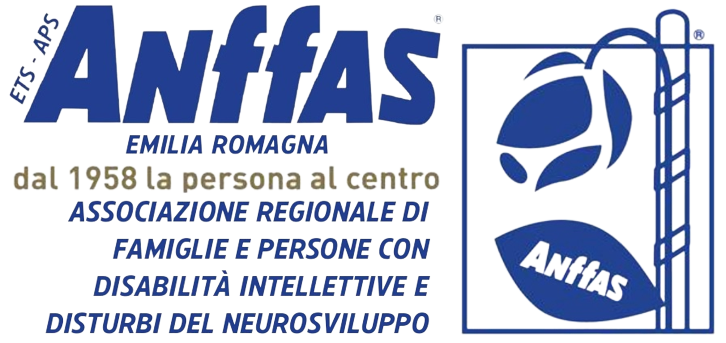 ETS - APS
ANffAS®
EMILIA ROMAGNA
dal 1958 la persona al centro
ASSOCIAZIONE REGIONALE DI
FAMIGLIE E PERSONE CON
DISABILITÀ INTELLETTIVE E
DISTURBI DEL NEUROSVILUPPO
®
ANffAS